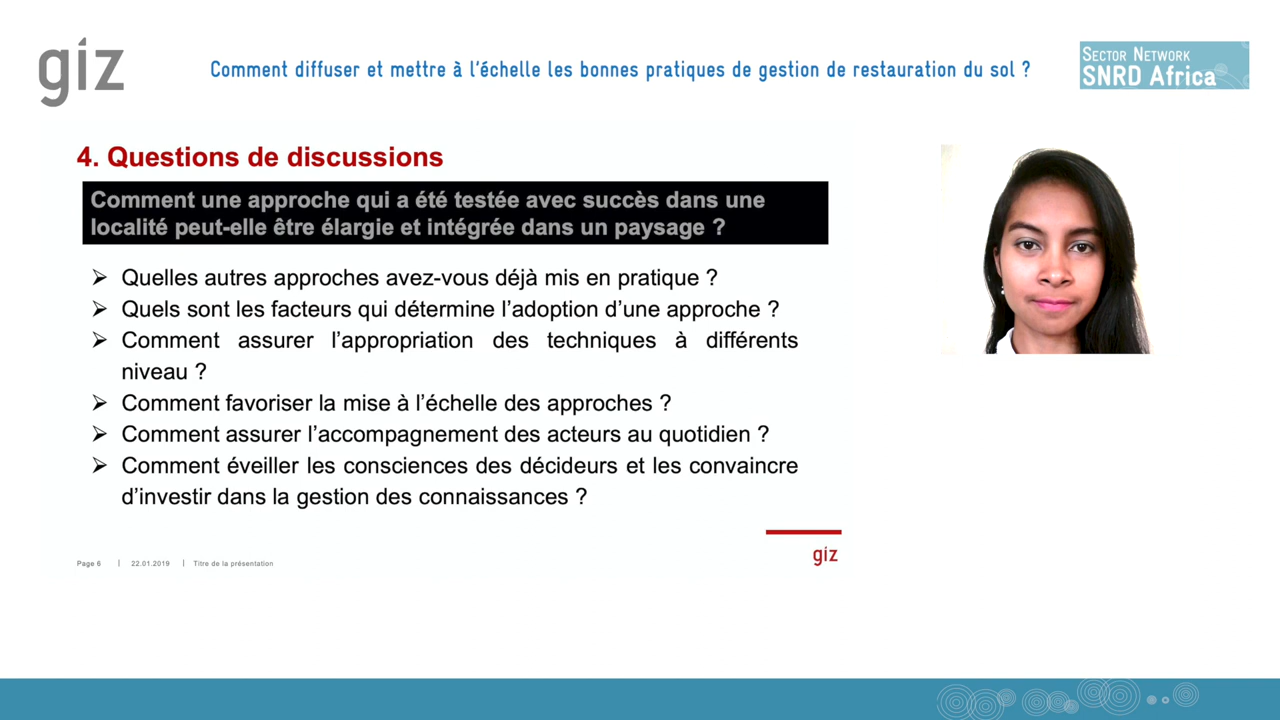 giz
Comment diffuser et mettre à l'échelle les bonnes pratiques de gestion de restauration du sol ?
SECTOR NETWORK
SNRD Africa
4. Questions de discussions
Comment une approche qui a été testée avec succès dans une
localité peut-elle être élargie et intégrée dans un paysage ?
➢ Quelles autres approches avez-vous déjà mis en pratique ?
➢ Quels sont les facteurs qui détermine l'adoption d'une approche ?
➢ Comment assurer l'appropriation des techniques à différents
niveau ?
➢ Comment favoriser la mise à l'échelle des approches ?
➢ Comment assurer l'accompagnement des acteurs au quotidien ?
➢ Comment éveiller les consciences des décideurs et les convaincre
d'investir dans la gestion des connaissances ?
Page 6 | 22.01.2019 | Titre de la présentation
giz